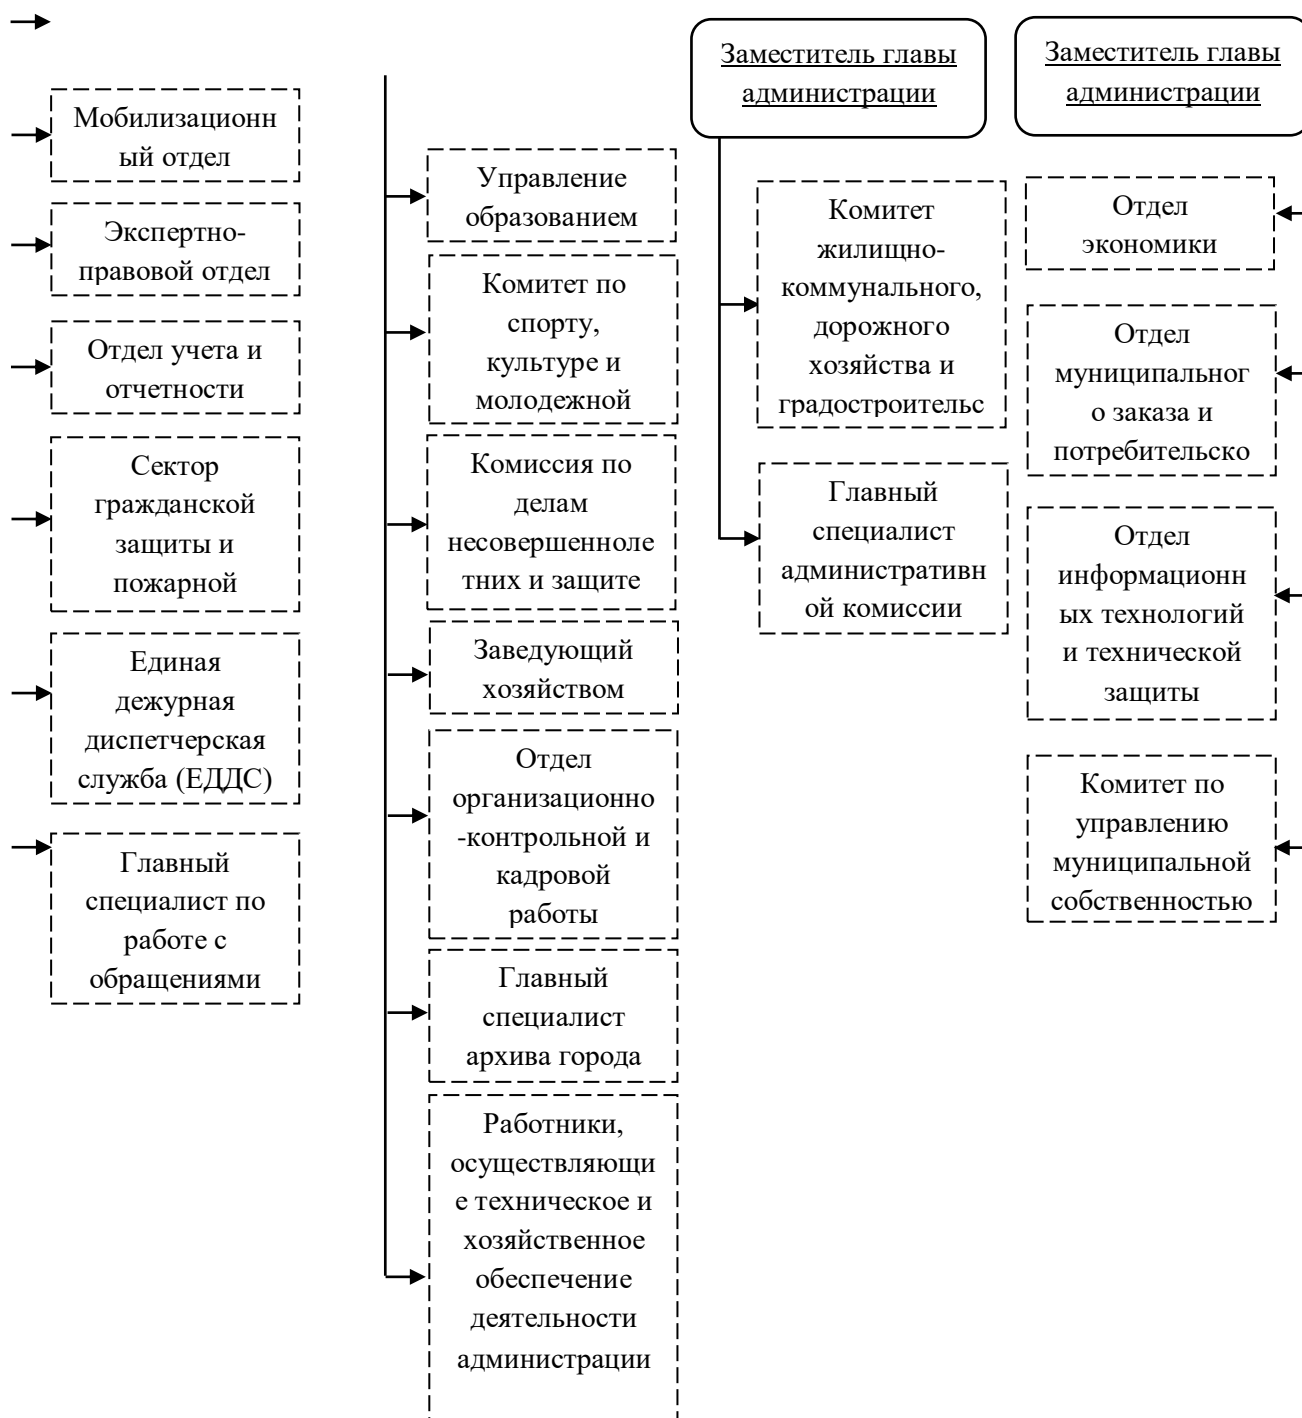 Мобилизационн
ый отдел
Экспертно-
правовой отдел
Отдел учета и
отчетности
Сектор
гражданской
защиты и
пожарной
Единая
дежурная
диспетчерская
служба (ЕДДС)
Главный
специалист по
работе с
обращениями
Управление
образованием
Комитет по
спорту,
культуре и
молодежной
Комиссия по
делам
несовершенноле
тних и защите
Заведующий
хозяйством
Отдел
организационно
-контрольной и
кадровой
работы
Главный
специалист
архива города
Работники,
осуществляющи
е техническое и
хозяйственное
обеспечение
деятельности
администрации
Заместитель главы
администрации
Комитет
жилищно-
коммунального,
дорожного
хозяйства и
градостроительс
Главный
специалист
административн
ой комиссии
Заместитель главы
администрации
Отдел
экономики
Отдел
муниципальног
о заказа и
потребительско
Отдел
информационн
ых технологий
и технической
защиты
Комитет по
управлению
муниципальной
собственностью